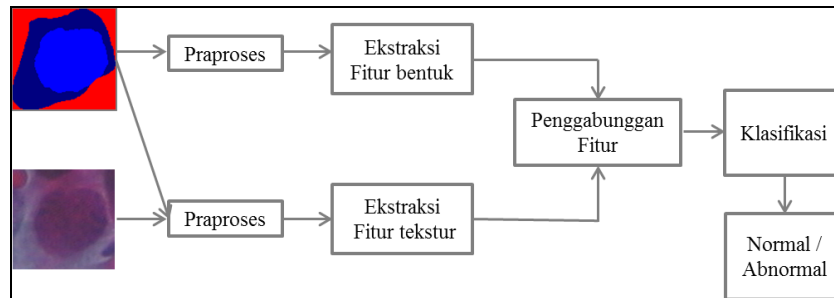 Praproses
Ekstraksi
Fitur bentuk
Penggabunggan
Fitur
Klasifikasi
Praproses
Ekstraksi
Fitur tekstur
Normal /
Abnormal